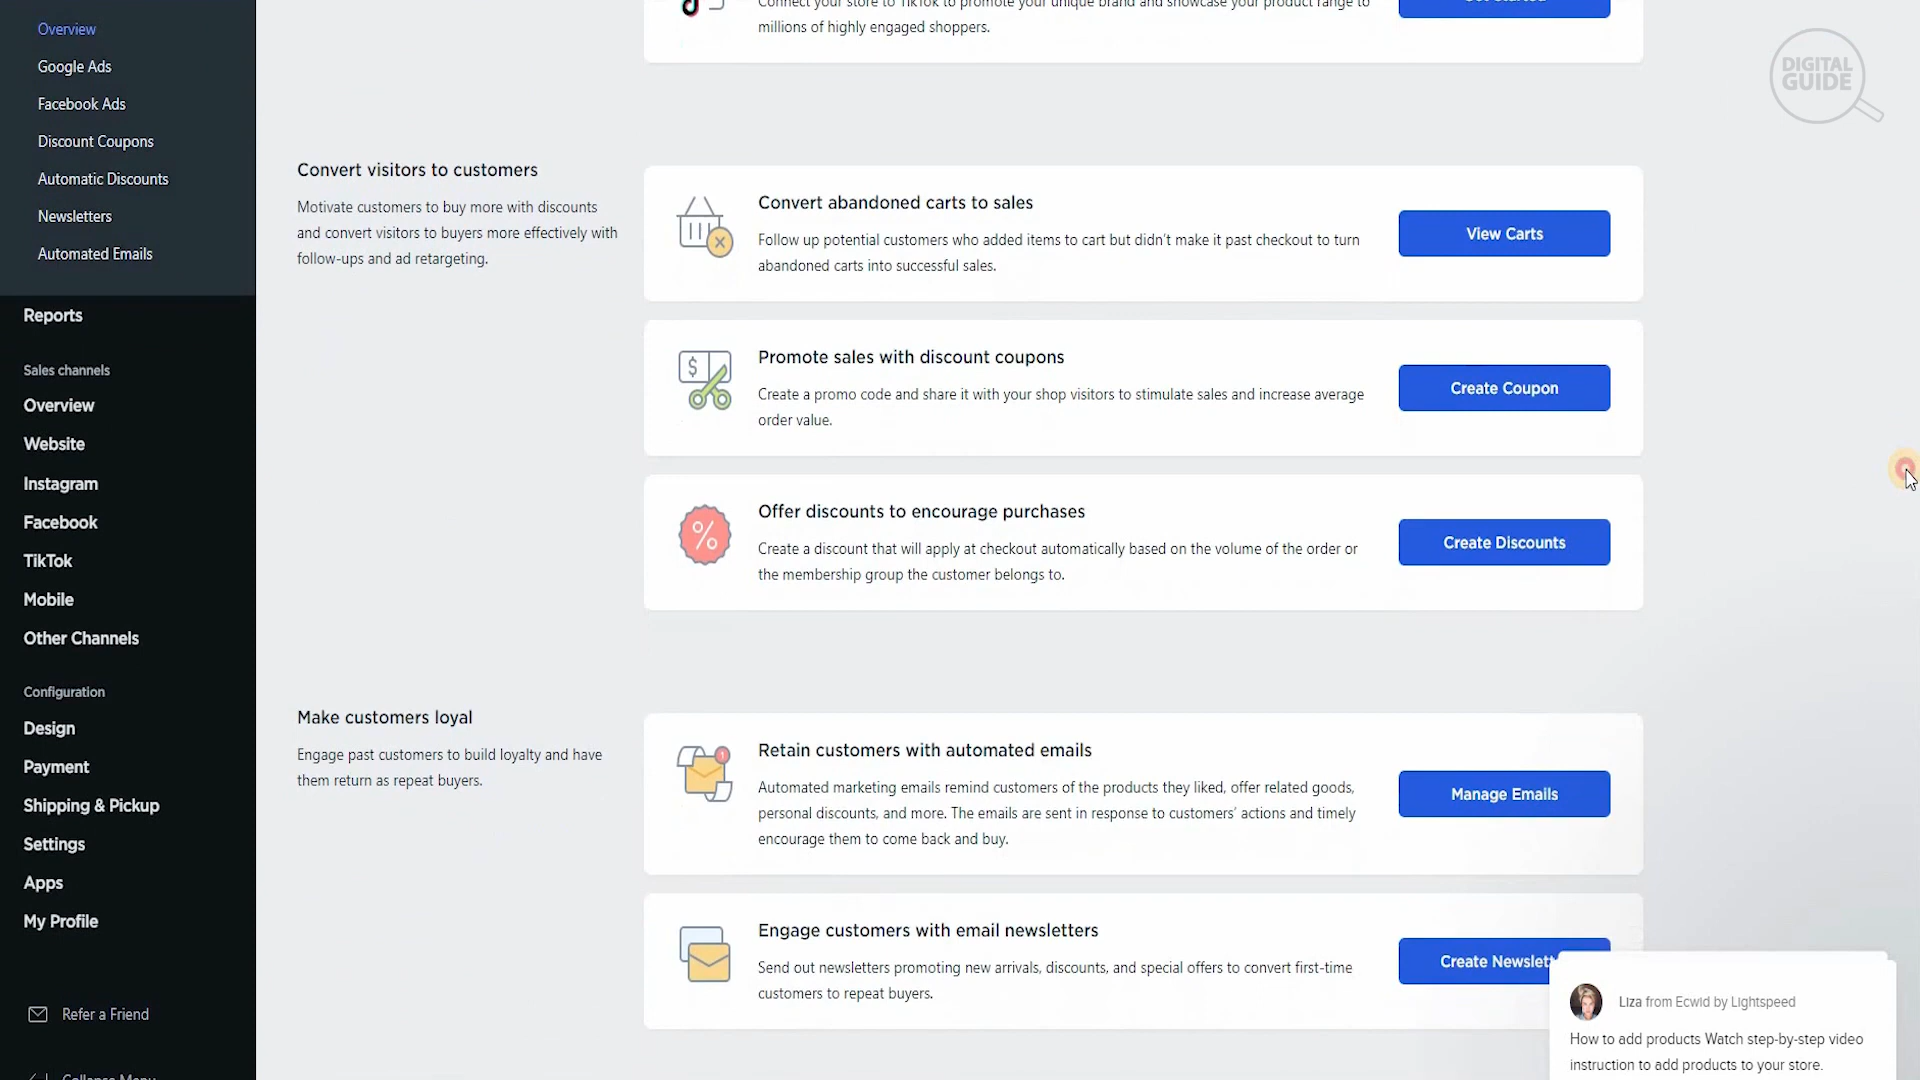 Overview
Google Ads
Facebook Ads
Discount Coupons
Automatic Discounts
Newsletters
Automated Emails
Reports
Sales channels
Overview
Website
Instagram
Facebook
TikTok
Mobile
Other Channels
Configuration
Design
Payment
Shipping & Pickup
Settings
Apps
My Profile
Refer a Friend
Collapse Menu
Connect your store to TikTok to promote your unique brand and showcase your product range to
millions of highly engaged shoppers.
Get Started
DIGITAL
GUIDE
Convert visitors to customers
Motivate customers to buy more with discounts
and convert visitors to buyers more effectively with
follow-ups and ad retargeting.
Convert abandoned carts to sales
Follow up potential customers who added items to cart but didn’t make it past checkout to turn
abandoned carts into successful sales.
View Carts
$
Promote sales with discount coupons
Create a promo code and share it with your shop visitors to stimulate sales and increase average
order value.
Create Coupon
%
Offer discounts to encourage purchases
Create a discount that will apply at checkout automatically based on the volume of the order or
the membership group the customer belongs to.
Create Discounts
Make customers loyal
Engage past customers to build loyalty and have
them return as repeat buyers.
1
Retain customers with automated emails
Automated marketing emails remind customers of the products they liked, offer related goods,
personal discounts, and more. The emails are sent in response to customers’ actions and timely
encourage them to come back and buy.
Manage Emails
Engage customers with email newsletters
Send out newsletters promoting new arrivals, discounts, and special offers to convert first-time
customers to repeat buyers.
Create Newslett
Liza from Ecwid by Lightspeed
How to add products Watch step-by-step video
instruction to add products to your store.